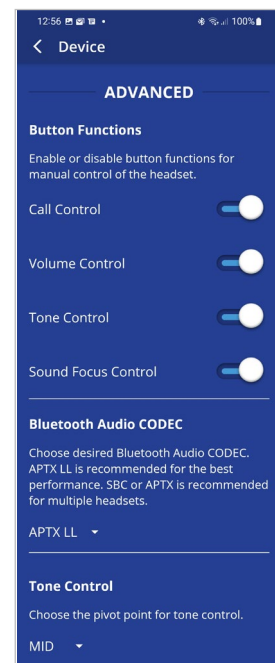 12:56
100%
Device
ADVANCED
Button Functions
Enable or disable button functions for
manual control of the headset.
Call Control
Volume Control
Tone Control
Sound Focus Control
Bluetooth Audio CODEC
Choose desired Bluetooth Audio CODEC.
APTX LL is recommended for the best
performance. SBC or APTX is recommended
for multiple headsets.
APTX LL
Tone Control
Choose the pivot point for tone control.
MID